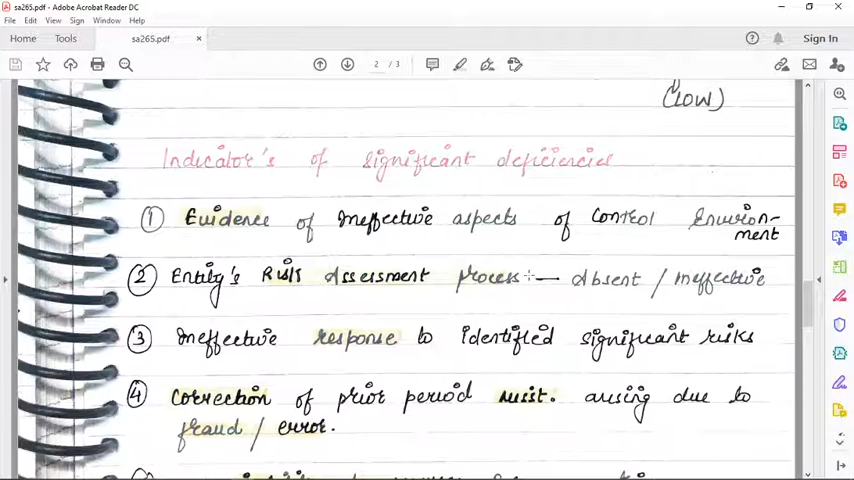 sa265.pdf - Adobe Acrobat Reader DC
File Edit View Sign Window Help
Home Tools sa265.pdf × Sign In
2 / 3
(LOW)
Indicator's of significant deficiencies
① Evidence of Ineffective aspects of Control Environ-
ment
② Entity's Risk assessment process — absent / Ineffective
③ Ineffective response to identified significant risks
④ Correction of prior period misst. arising due to
fraud / error.